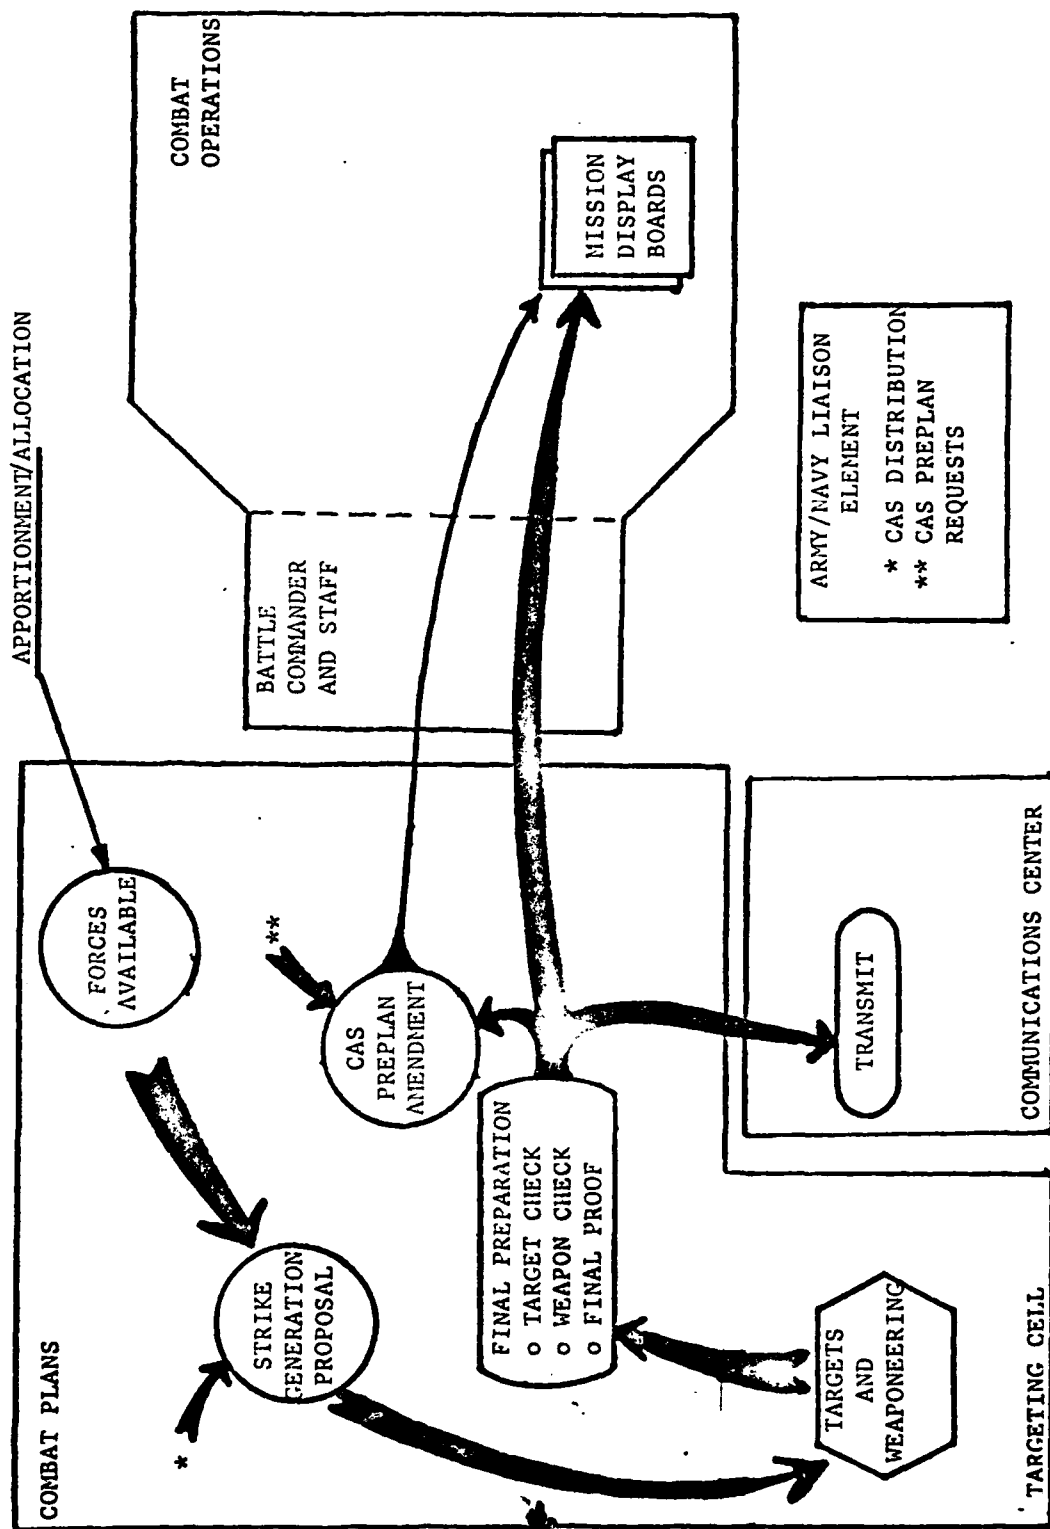 APPORTIONMENT/ALLOCATION
COMBAT PLANS
FORCES
AVAILABLE
*
STRIKE
GENERATION
PROPOSAL
**
CAS
PREPLAN
AMENDMENT
FINAL PREPARATION
o TARGET CHECK
o WEAPON CHECK
o FINAL PROOF
TARGETS
AND
WEAPONEERING
TARGETING CELL
TRANSMIT
COMMUNICATIONS CENTER
BATTLE
COMMANDER
AND STAFF
COMBAT
OPERATIONS
MISSION
DISPLAY
BOARDS
ARMY/NAVY LIAISON
ELEMENT
* CAS DISTRIBUTION
** CAS PREPLAN
REQUESTS